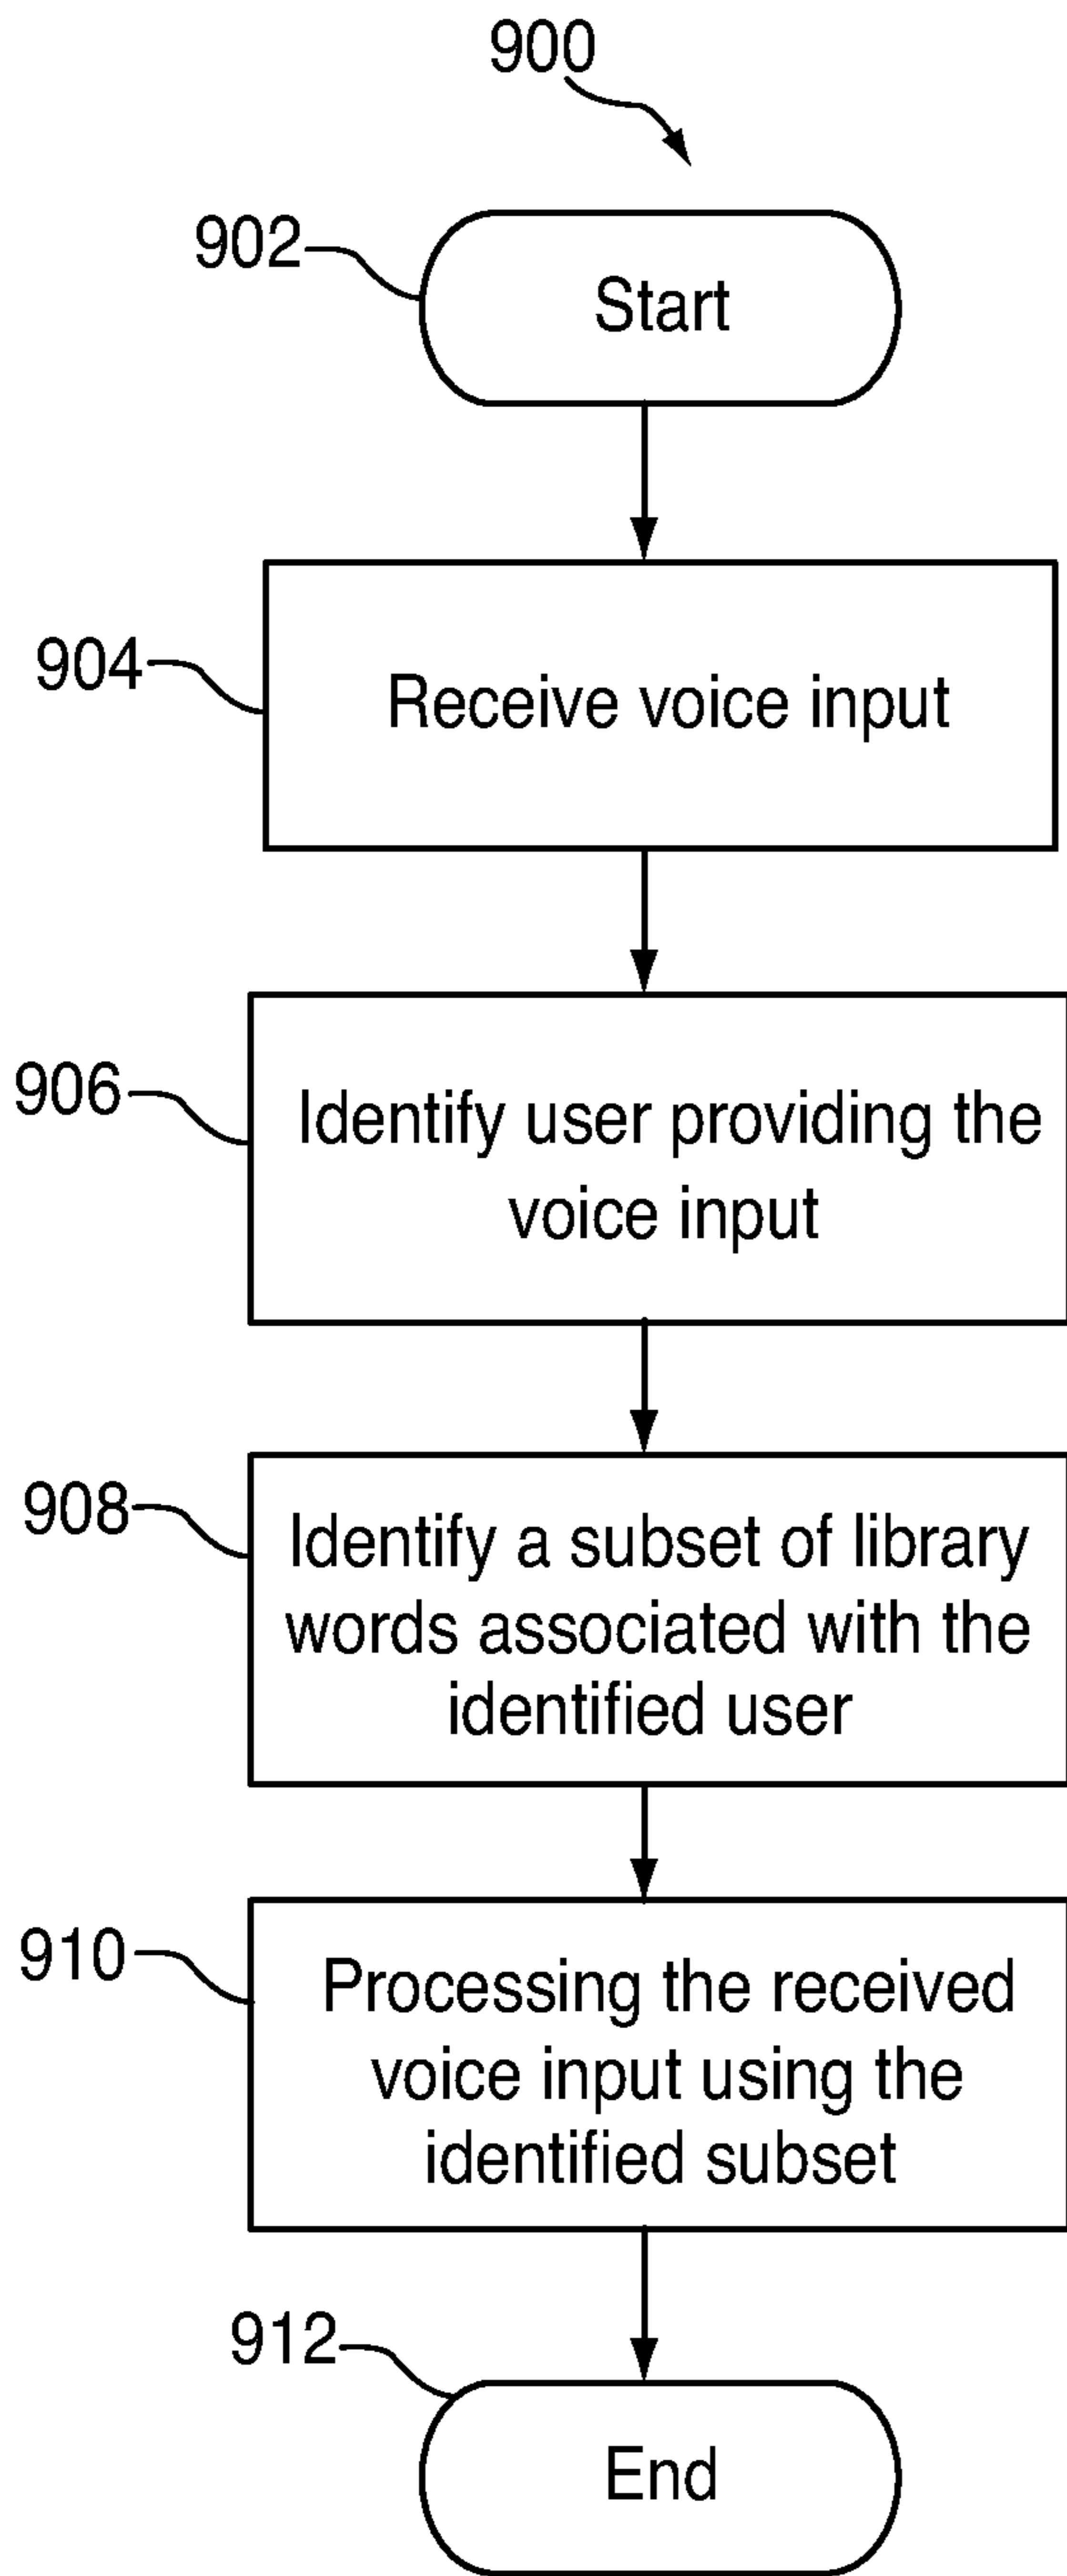 900
902
Start
904
Receive voice input
906
Identify user providing the
voice input
908
Identify a subset of library
words associated with the
identified user
910
Processing the received
voice input using the
identified subset
912
End